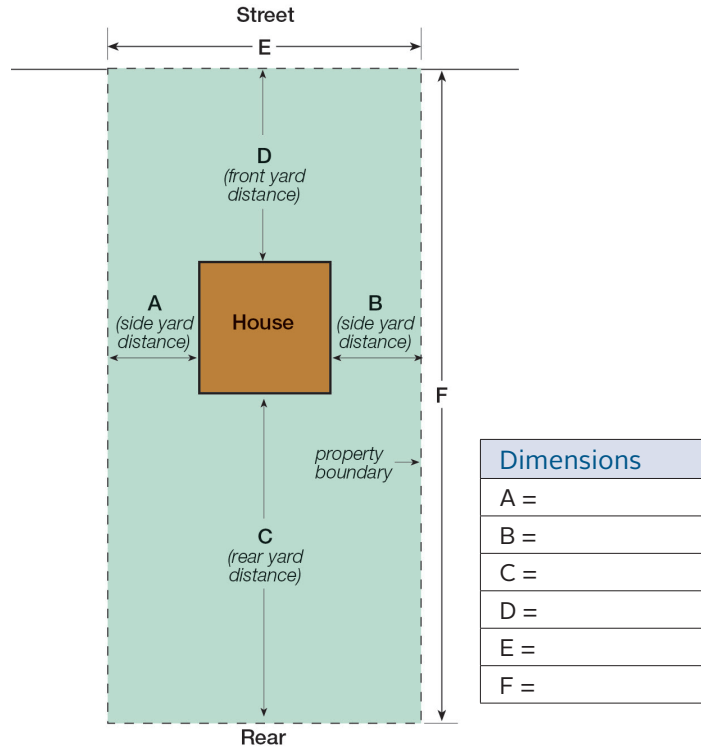 Street
E
D
(front yard
distance)
A
(side yard
distance)
House
B
(side yard
distance)
F
property
boundary
C
(rear yard
distance)
Rear
Dimensions
A =
B =
C =
D =
E =
F =